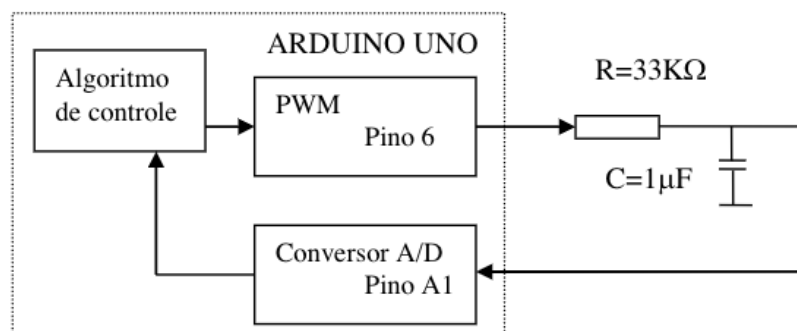 ARDUINO UNO
Algoritmo
de controle
PWM
Pino 6
R=33KΩ
C=1µF
Conversor A/D
Pino A1